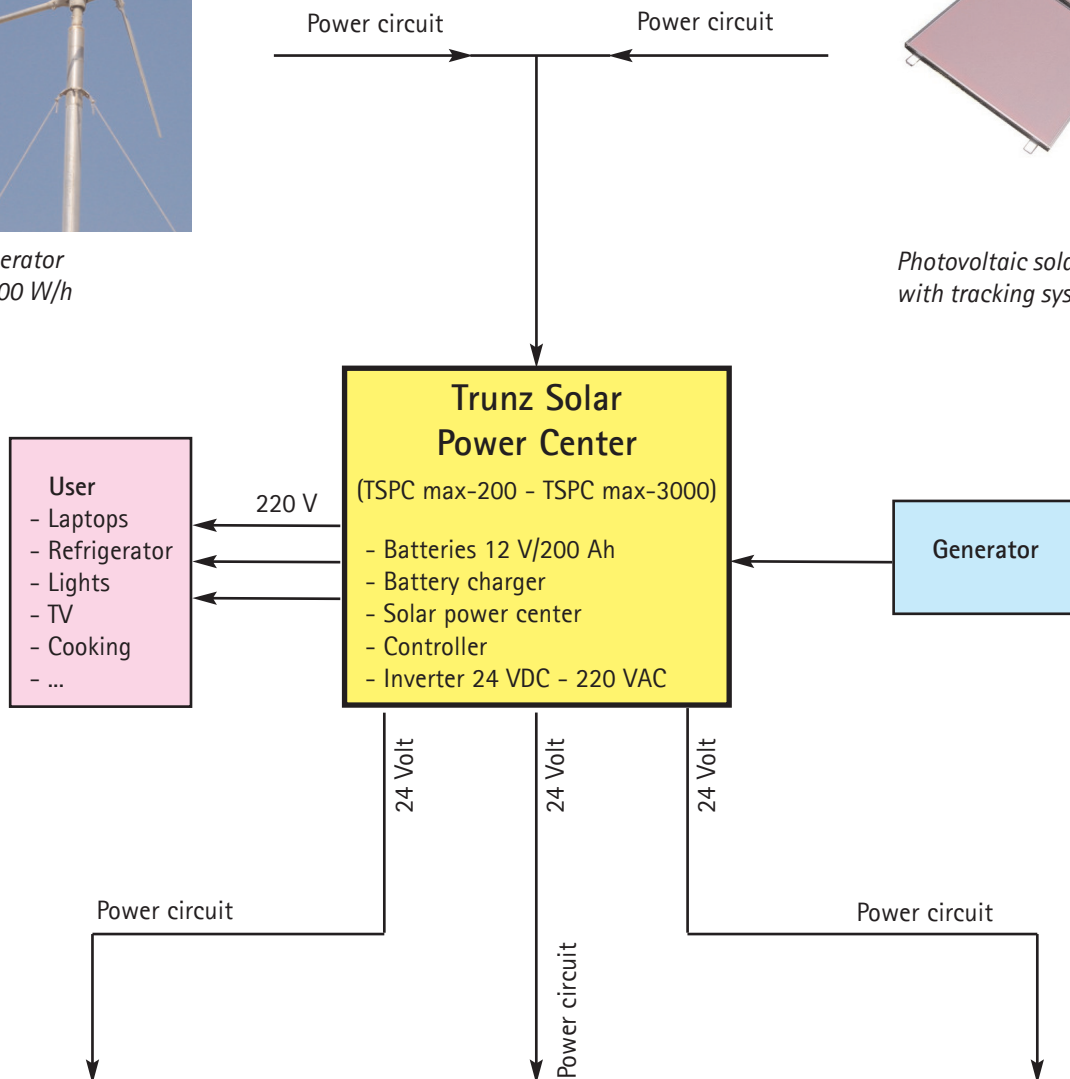 Power circuit
Power circuit
erator
00 W/h
Photovoltaic sola
with tracking sys
Trunz Solar
Power Center
(TSPC max-200 - TSPC max-3000)
- Batteries 12 V/200 Ah
- Battery charger
- Solar power center
- Controller
- Inverter 24 VDC - 220 VAC
User
- Laptops
- Refrigerator
- Lights
- TV
- Cooking
- ...
220 V
Generator
24 Volt
24 Volt
24 Volt
Power circuit
Power circuit
Power circuit